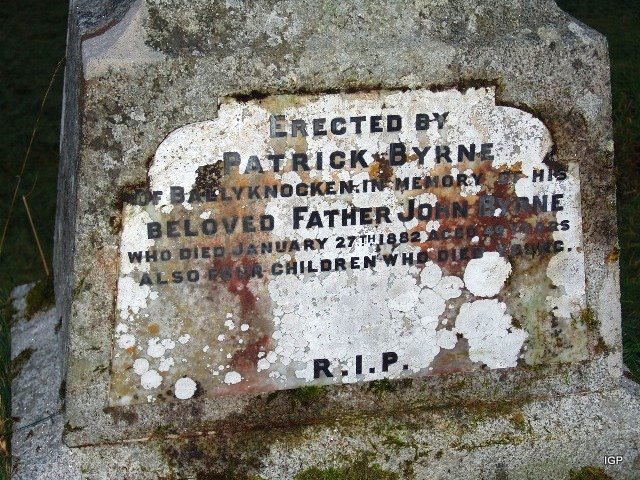 ERECTED BY
PATRICK BYRNE
OF BALLYKNOCKEN, IN MEMORY OF HIS
BELOVED FATHER JOHN BYRNE
WHO DIED JANUARY 27TH 1882 AGED YEARS
ALSO FOUR CHILDREN WHO DIED YOUNG.
R.I.P.
IGP